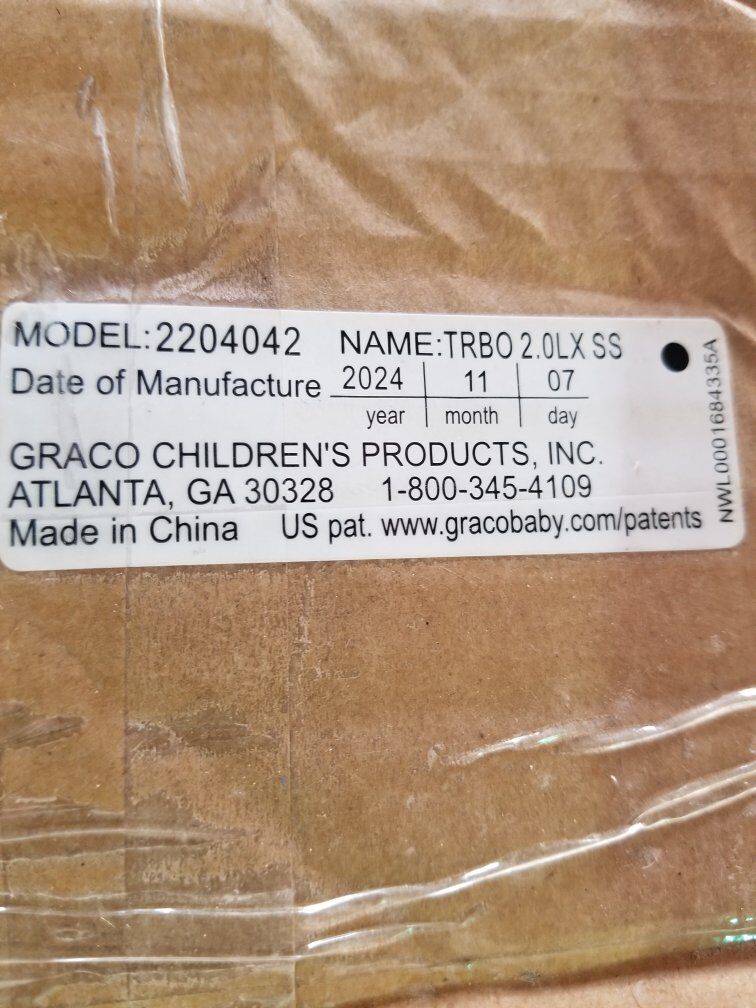 MODEL:2204042 NAME:TRBO 2.0LX SS
Date of Manufacture 2024 11 07
year month day
GRACO CHILDREN'S PRODUCTS, INC.
ATLANTA, GA 30328 1-800-345-4109
Made in China US pat. www.gracobaby.com/patents
NWL0001684335A